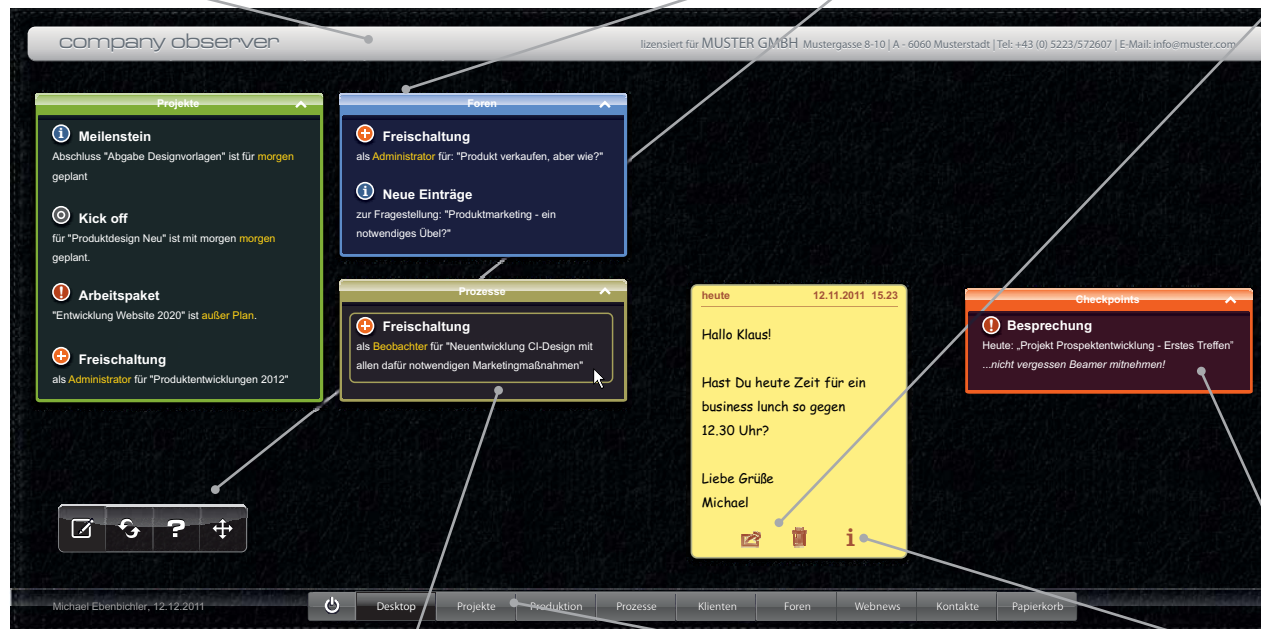 company observer
lizensiert für MUSTER GMBH Mustergasse 8-10 | A - 6060 Musterstadt | Tel: +43 (0) 5223/572607 | E-Mail: info@muster.com
Projekte
Meilenstein
Abschluss "Abgabe Designvorlagen" ist für morgen
geplant
Kick off
für "Produktdesign Neu" ist mit morgen morgen
geplant.
Arbeitspaket
"Entwicklung Website 2020" ist außer Plan.
Freischaltung
als Administrator für "Produktentwicklungen 2012"
Foren
Freischaltung
als Administrator für: "Produkt verkaufen, aber wie?"
Neue Einträge
zur Fragestellung: "Produktmarketing - ein
notwendiges Übel?"
Prozesse
Freischaltung
als Beobachter für "Neuentwicklung CI-Design mit
allen dafür notwendigen Marketingmaßnahmen"
heute 12.11.2011 15.23
Hallo Klaus!
Hast Du heute Zeit für ein
business lunch so gegen
12.30 Uhr?
Liebe Grüße
Michael
Checkpoints
Besprechung
Heute: „Projekt Prospektentwicklung - Erstes Treffen"
...nicht vergessen Beamer mitnehmen!
Michael Ebenbichler, 12.12.2011
Desktop Projekte Produktion Prozesse Klienten Foren Webnews Kontakte Papierkorb